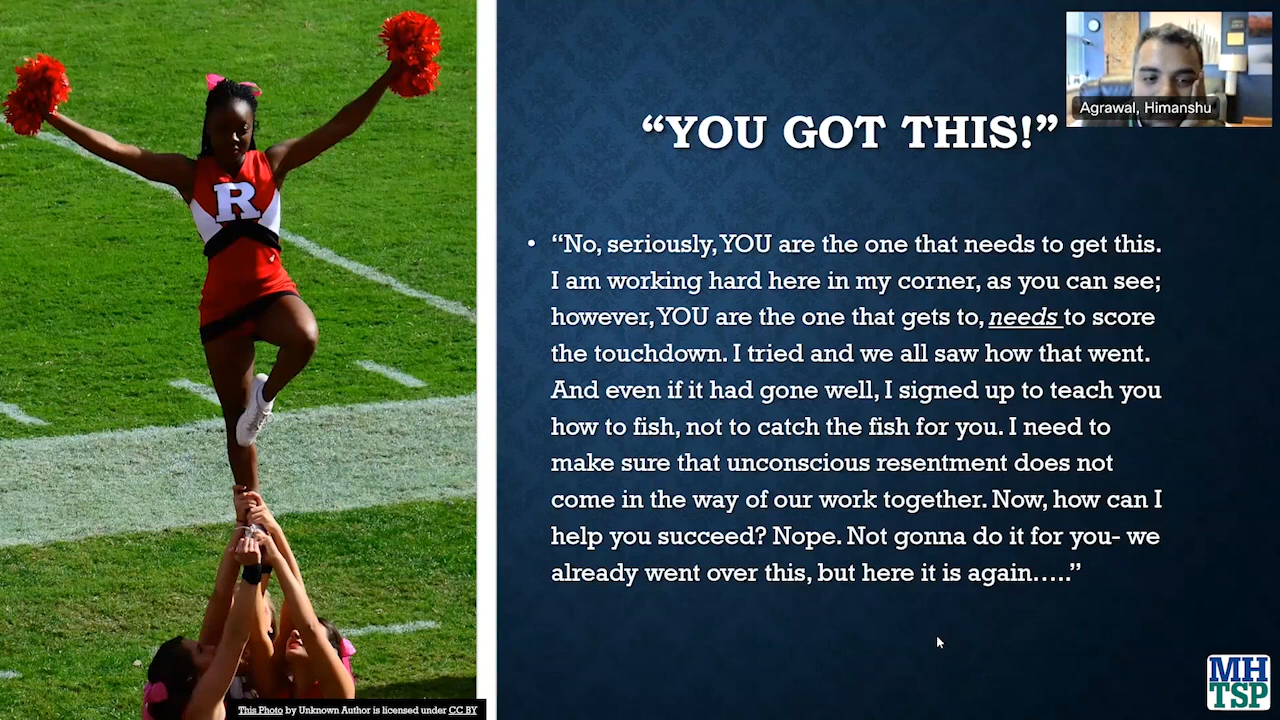 Agrawal, Himanshu
“YOU GOT THIS!”
• “No, seriously, YOU are the one that needs to get this.
I am working hard here in my corner, as you can see;
however, YOU are the one that gets to, needs to score
the touchdown. I tried and we all saw how that went.
And even if it had gone well, I signed up to teach you
how to fish, not to catch the fish for you. I need to
make sure that unconscious resentment does not
come in the way of our work together. Now, how can I
help you succeed? Nope. Not gonna do it for you- we
already went over this, but here it is again.....”
R
This Photo by Unknown Author is licensed under CC BY
MH
TSP